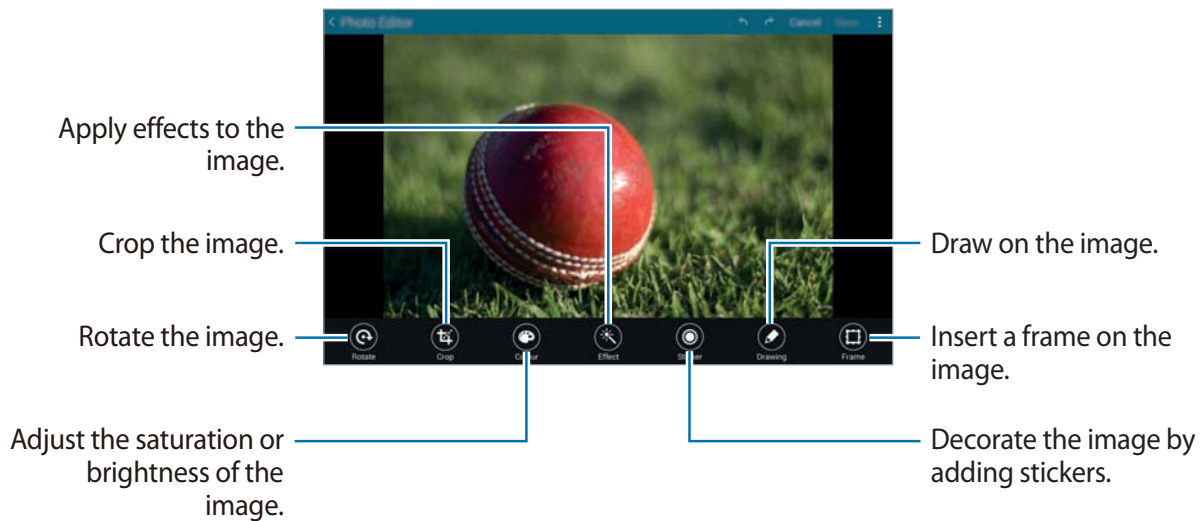 Photo Editor
Cancel
Apply effects to the
image.
Crop the image.
Draw on the image.
Rotate the image.
Insert a frame on the
image.
Rotate
Crop
Colour
Effect
Sticker
Drawing
Frame
Adjust the saturation or
brightness of the
image.
Decorate the image by
adding stickers.